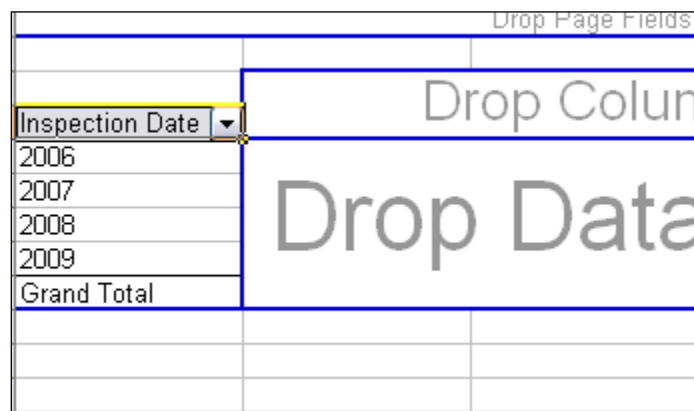 Drop Page Fields
Drop Colun
Inspection Date
2006
2007
2008
2009
Drop Data
Grand Total